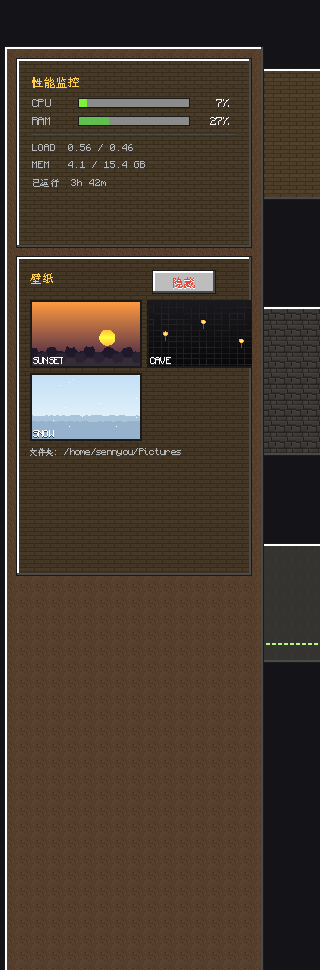 性能监控
CPU 7%
RAM 27%
LOAD 0.56 / 0.46
MEM 4.1 / 15.4 GB
已运行 3h 42m
壁纸 隐藏
SUNSET CAVE
SNOW
文件夹: /home/sennyou/Pictures